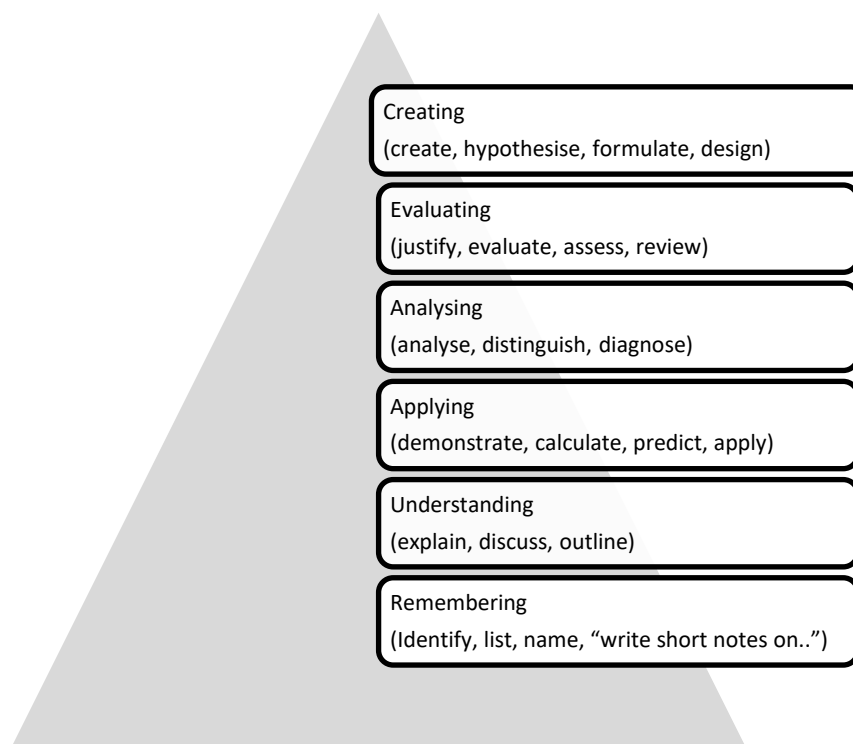 Creating
(create, hypothesise, formulate, design)
Evaluating
(justify, evaluate, assess, review)
Analysing
(analyse, distinguish, diagnose)
Applying
(demonstrate, calculate, predict, apply)
Understanding
(explain, discuss, outline)
Remembering
(Identify, list, name, “write short notes on..”)